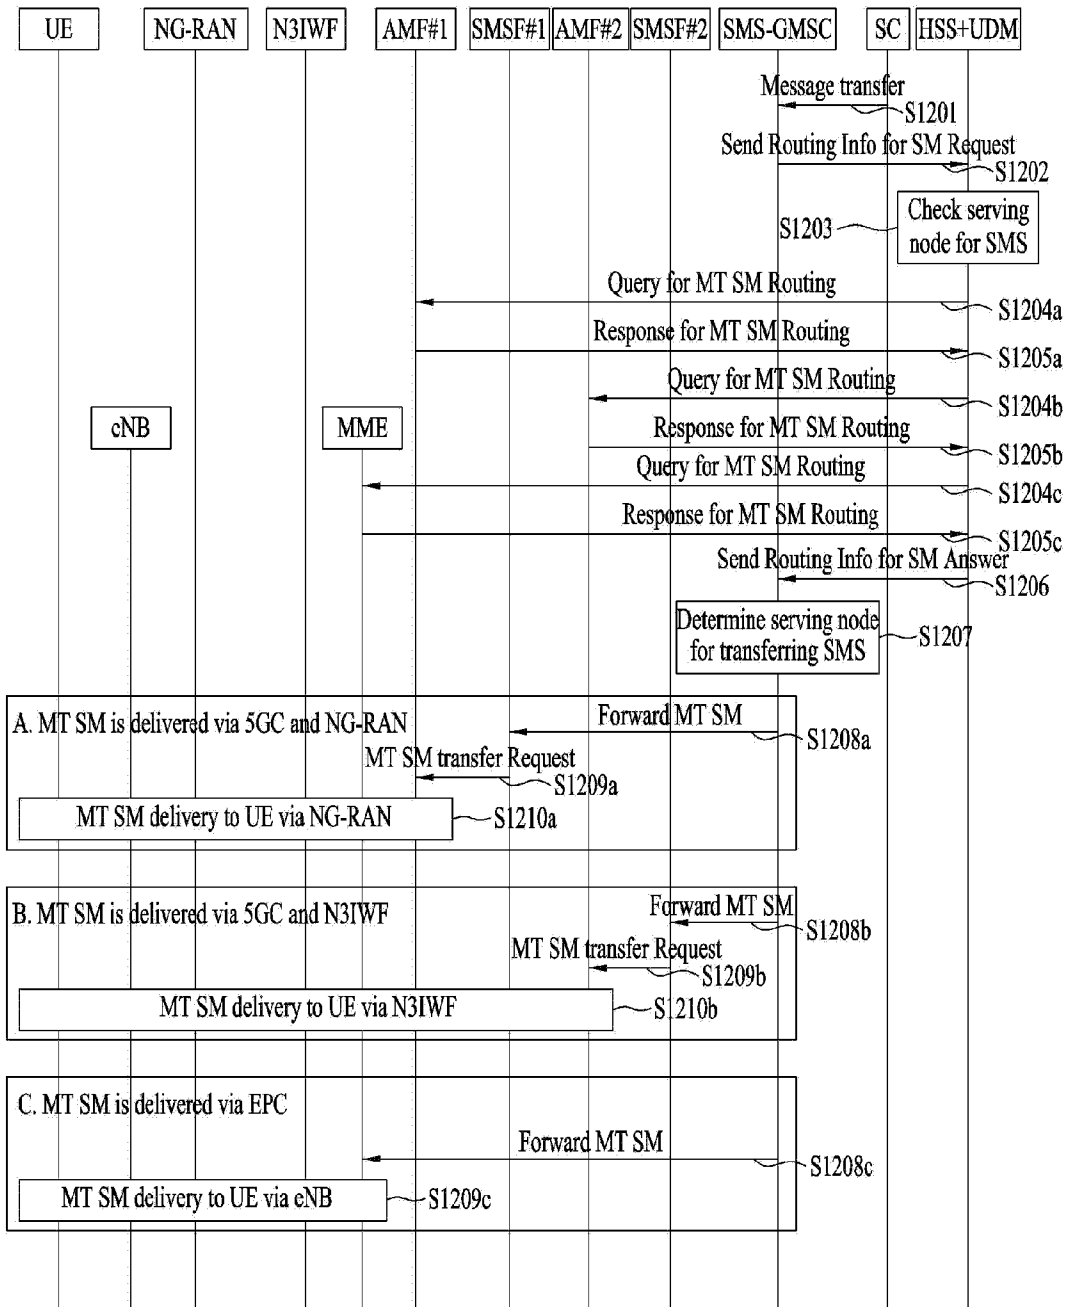 UE NG-RAN N3IWF AMF#1 SMSF#1 AMF#2 SMSF#2 SMS-GMSC SC HSS+UDM
Message transfer
S1201
Send Routing Info for SM Request
S1202
Check serving
node for SMS
S1203
Query for MT SM Routing
S1204a
Response for MT SM Routing
S1205a
Query for MT SM Routing
S1204b
eNB MME
Response for MT SM Routing
S1205b
Query for MT SM Routing
S1204c
Response for MT SM Routing
S1205c
Send Routing Info for SM Answer
S1206
Determine serving node
for transferring SMS
S1207
A. MT SM is delivered via 5GC and NG-RAN
Forward MT SM
S1208a
MT SM transfer Request
S1209a
MT SM delivery to UE via NG-RAN
S1210a
B. MT SM is delivered via 5GC and N3IWF
Forward MT SM
S1208b
MT SM transfer Request
S1209b
MT SM delivery to UE via N3IWF
S1210b
C. MT SM is delivered via EPC
Forward MT SM
S1208c
MT SM delivery to UE via eNB
S1209c